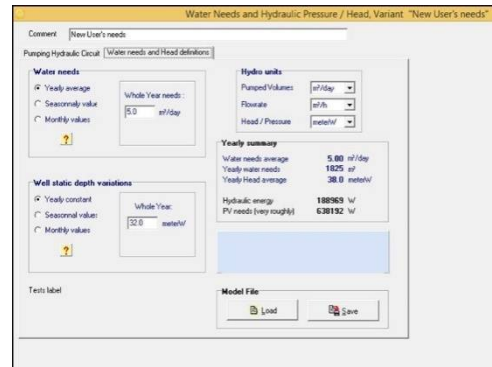 Water Needs and Hydraulic Pressure / Head, Variant "New User's needs"
Comment New User's needs
Pumping Hydraulic Circuit Water needs and Head definitions
Water needs
Yearly average
Seasonnaly value
Monthly values
?
Whole Year needs :
5.0 m³/day
Hydro units
Pumped Volumes m³/day
Flowrate m³/h
Head / Pressure meterW
Yearly summary
Water needs average 5.00 m³/day
Yearly water needs 1825 m³
Yearly Head average 38.0 meterW
Hydraulic energy 188969 W
PV needs (very roughly) 638192 W
Well static depth variations
Yearly constant
Seasonnal values
Monthly values
?
Whole Year:
32.0 meterW
Tests label
Model File
Load
Save